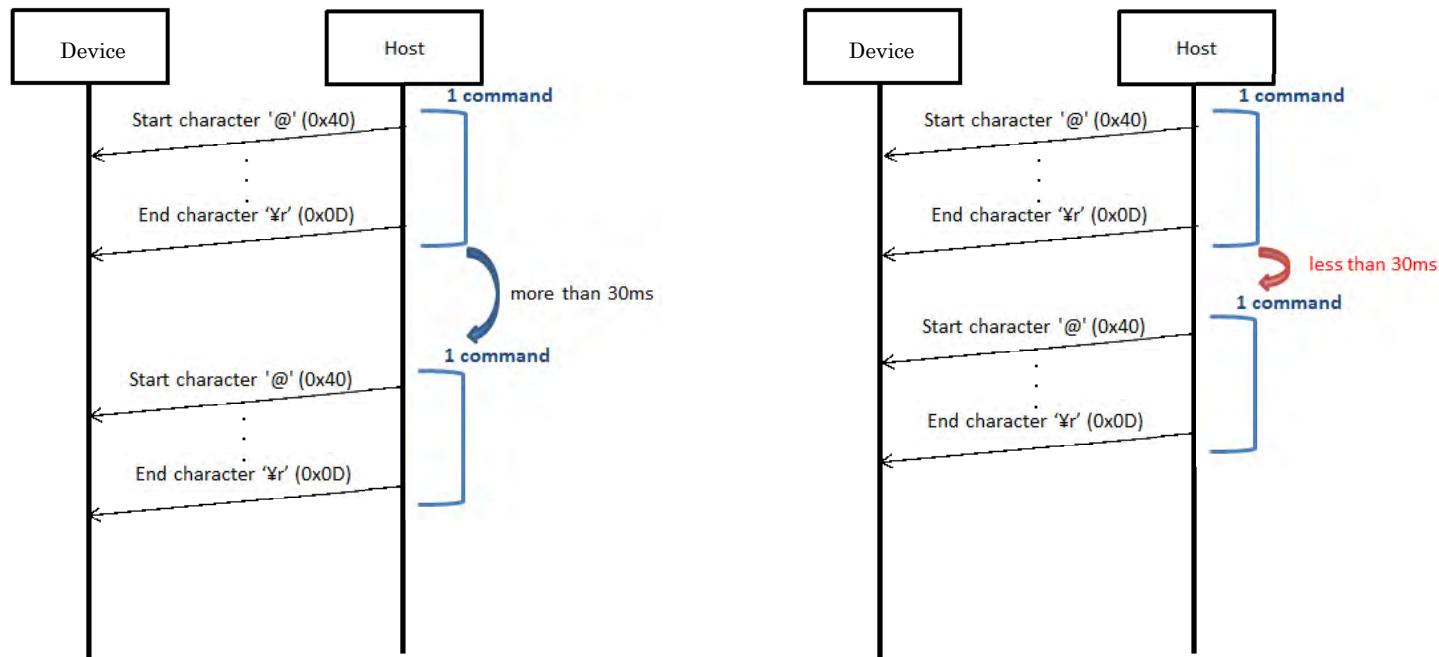 Device
Host
1 command
Start character '@' (0x40)
End character ‘¥r’ (0x0D)
more than 30ms
1 command
Start character '@' (0x40)
End character ‘¥r’ (0x0D)
Device
Host
1 command
Start character '@' (0x40)
End character ‘¥r’ (0x0D)
less than 30ms
1 command
Start character '@' (0x40)
End character ‘¥r’ (0x0D)